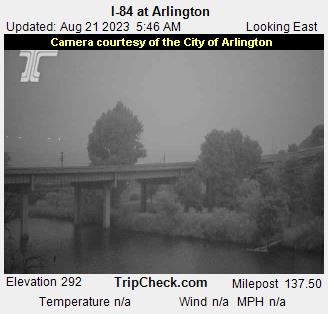 I-84 at Arlington
Updated: Aug 21 2023 5:46 AM Looking East
Camera courtesy of the City of Arlington
Elevation 292 TripCheck.com Milepost 137.50
Temperature n/a Wind n/a MPH n/a